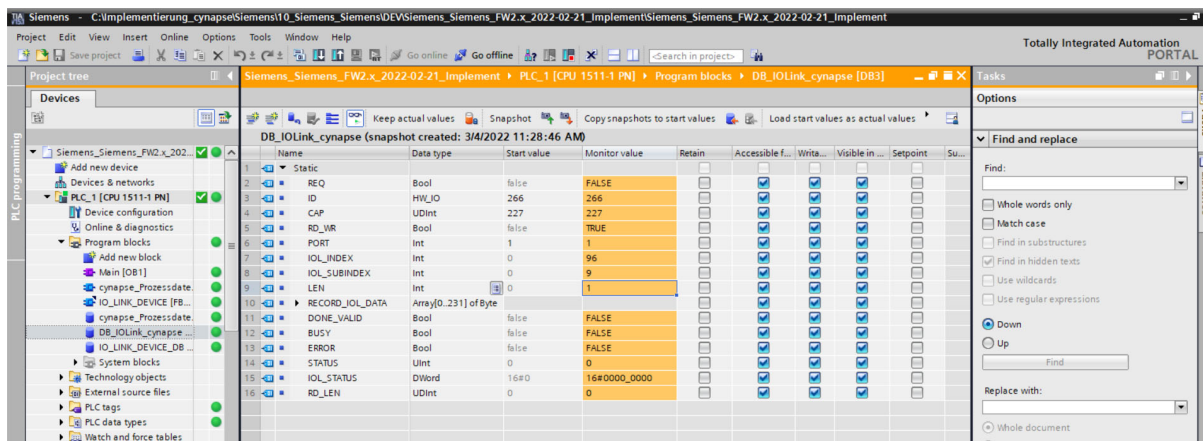 Siemens - C:\Implementierung_cynapse\Siemens\10_Siemens_Siemens\DEV\Siemens_Siemens_FW2.x_2022-02-21_Implement\Siemens_Siemens_FW2.x_2022-02-21_Implement
Project Edit View Insert Online Options Tools Window Help
Totally Integrated Automation
PORTAL
Save project Go online Go offline <Search in project>
Project tree
Siemens_Siemens_FW2.x_2022-02-21_Implement PLC_1 [CPU 1511-1 PN] Program blocks DB_IOLink_cynapse [DB3]
Tasks
Devices
Options
Keep actual values Snapshot Copy snapshots to start values Load start values as actual values
DB_IOLink_cynapse (snapshot created: 3/4/2022 11:28:46 AM)
Find and replace
PLC programming
Siemens_Siemens_FW2.x_202...
Add new device
Devices & networks
PLC_1 [CPU 1511-1 PN]
Device configuration
Online & diagnostics
Program blocks
Add new block
Main [OB1]
cynapse_Prozessdate.
IO_LINK_DEVICE [FB...
cynapse_Prozessdate.
DB_IOLink_cynapse ...
IO_LINK_DEVICE_DB ...
System blocks
Technology objects
External source files
PLC tags
PLC data types
Watch and force tables
Name Data type Start value Monitor value Retain Accessible f... Writa... Visible in ... Setpoint Su...
1 Static
2 REQ Bool false FALSE
3 ID HW_IO 266 266
4 CAP UDInt 227 227
5 RD_WR Bool false TRUE
6 PORT Int 1 1
7 IOL_INDEX Int 0 96
8 IOL_SUBINDEX Int 0 9
9 LEN Int 0 1
10 RECORD_IOL_DATA Array[0..231] of Byte
11 DONE_VALID Bool false FALSE
12 BUSY Bool false FALSE
13 ERROR Bool false FALSE
14 STATUS UInt 0 0
15 IOL_STATUS DWord 16#0 16#0000_0000
16 RD_LEN UDInt 0 0
Find:
Whole words only
Match case
Find in substructures
Find in hidden texts
Use wildcards
Use regular expressions
Down
Up
Find
Replace with:
Whole document